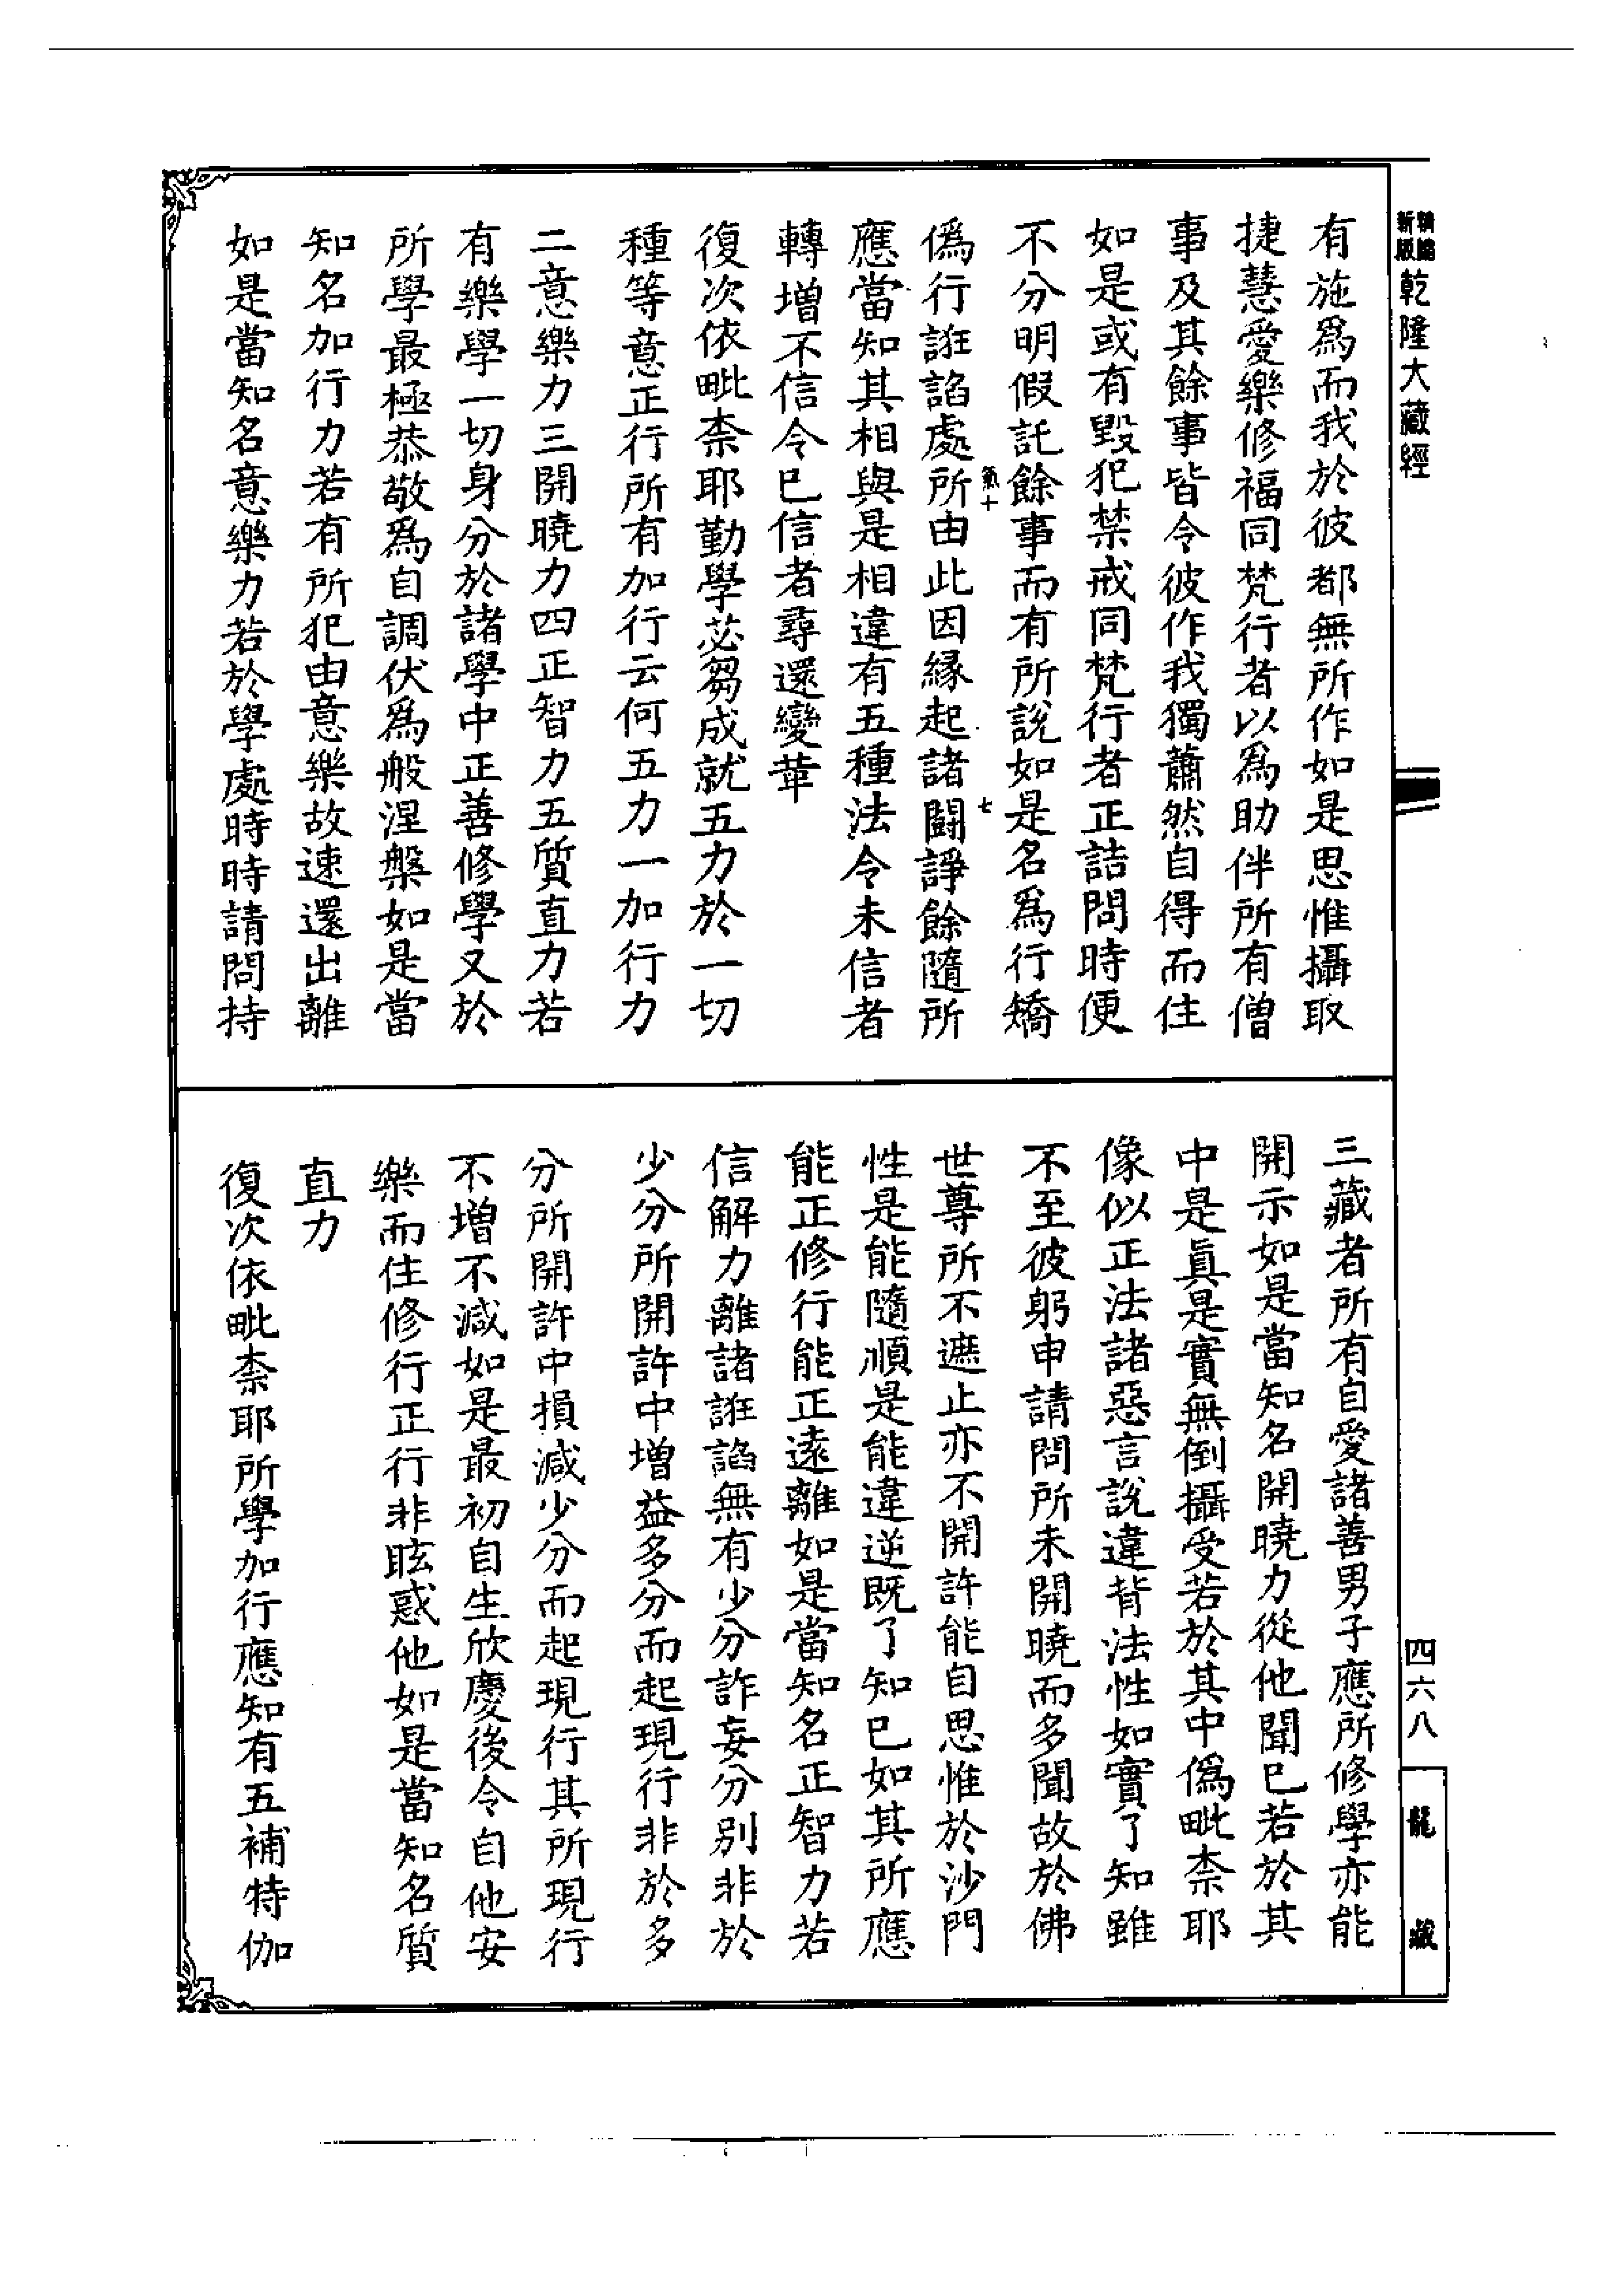 精編
新版
乾隆大藏經
有施爲而我於彼都無所作如是思惟攝取
捷慧愛樂修福同梵行者以爲助伴所有僧
事及其餘事皆令彼作我獨蕭然自得而住
如是或有毀犯禁戒同梵行者正詰問時便
不分明假託餘事而有所說如是名爲行矯
氣十
七
僞行誑諂處所由此因緣起諸鬬諍餘隨所
應當知其相與是相違有五種法令未信者
轉增不信令已信者尋還變革
復次依毗柰耶勤學苾芻成就五力於一切
種等意正行所有加行云何五力一加行力
二意樂力三開曉力四正智力五質直力若
有樂學一切身分於諸學中正善修學又於
所學最極恭敬爲自調伏爲般涅槃如是當
知名加行力若有所犯由意樂故速還出離
如是當知名意樂力若於學處時時請問持
三藏者所有自愛諸善男子應所修學亦能
開示如是當知名開曉力從他聞已若於其
中是眞是實無倒攝受若於其中僞毗柰耶
像似正法諸惡言說違背法性如實了知雖
不至彼躬申請問所未開曉而多聞故於佛
世尊所不遮止亦不開許能自思惟於沙門
性是能隨順是能違逆既了知已如其所應
能正修行能正遠離如是當知名正智力若
信解力離諸誑諂無有少分詐妄分別非於
少分所開許中增益多分而起現行非於多
分所開許中損減少分而起現行其所現行
不增不減如是最初自生欣慶後令自他安
樂而住修行正行非眩惑他如是當知名質
直力
復次依毗柰耶所學加行應知有五補特伽
四六八
龍藏